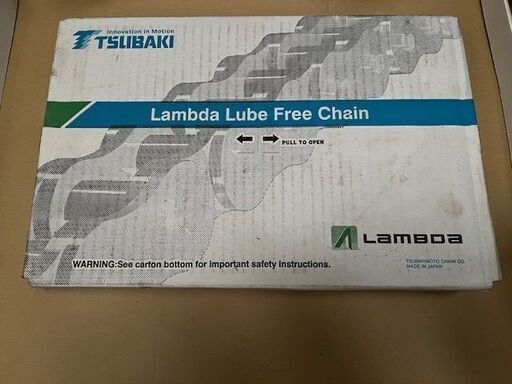 Innovation in Motion
TSUBAKI
Lambda Lube Free Chain
PULL TO OPEN
LAMBDA
WARNING:See carton bottom for important safety instructions.
TSUBAKIMOTO CHAIN CO.
MADE IN JAPAN